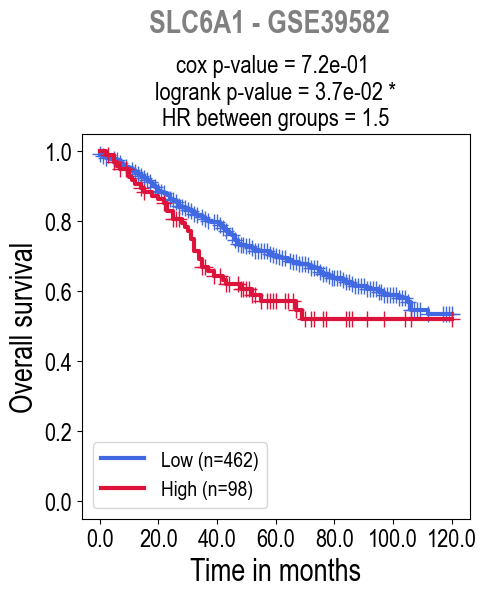 SLC6A1 - GSE39582
cox p-value = 7.2e-01
logrank p-value = 3.7e-02 *
HR between groups = 1.5
1.0
0.8
0.6
0.4
0.2
0.0
Overall survival
Low (n=462)
High (n=98)
0.0 20.0 40.0 60.0 80.0 100.0 120.0
Time in months